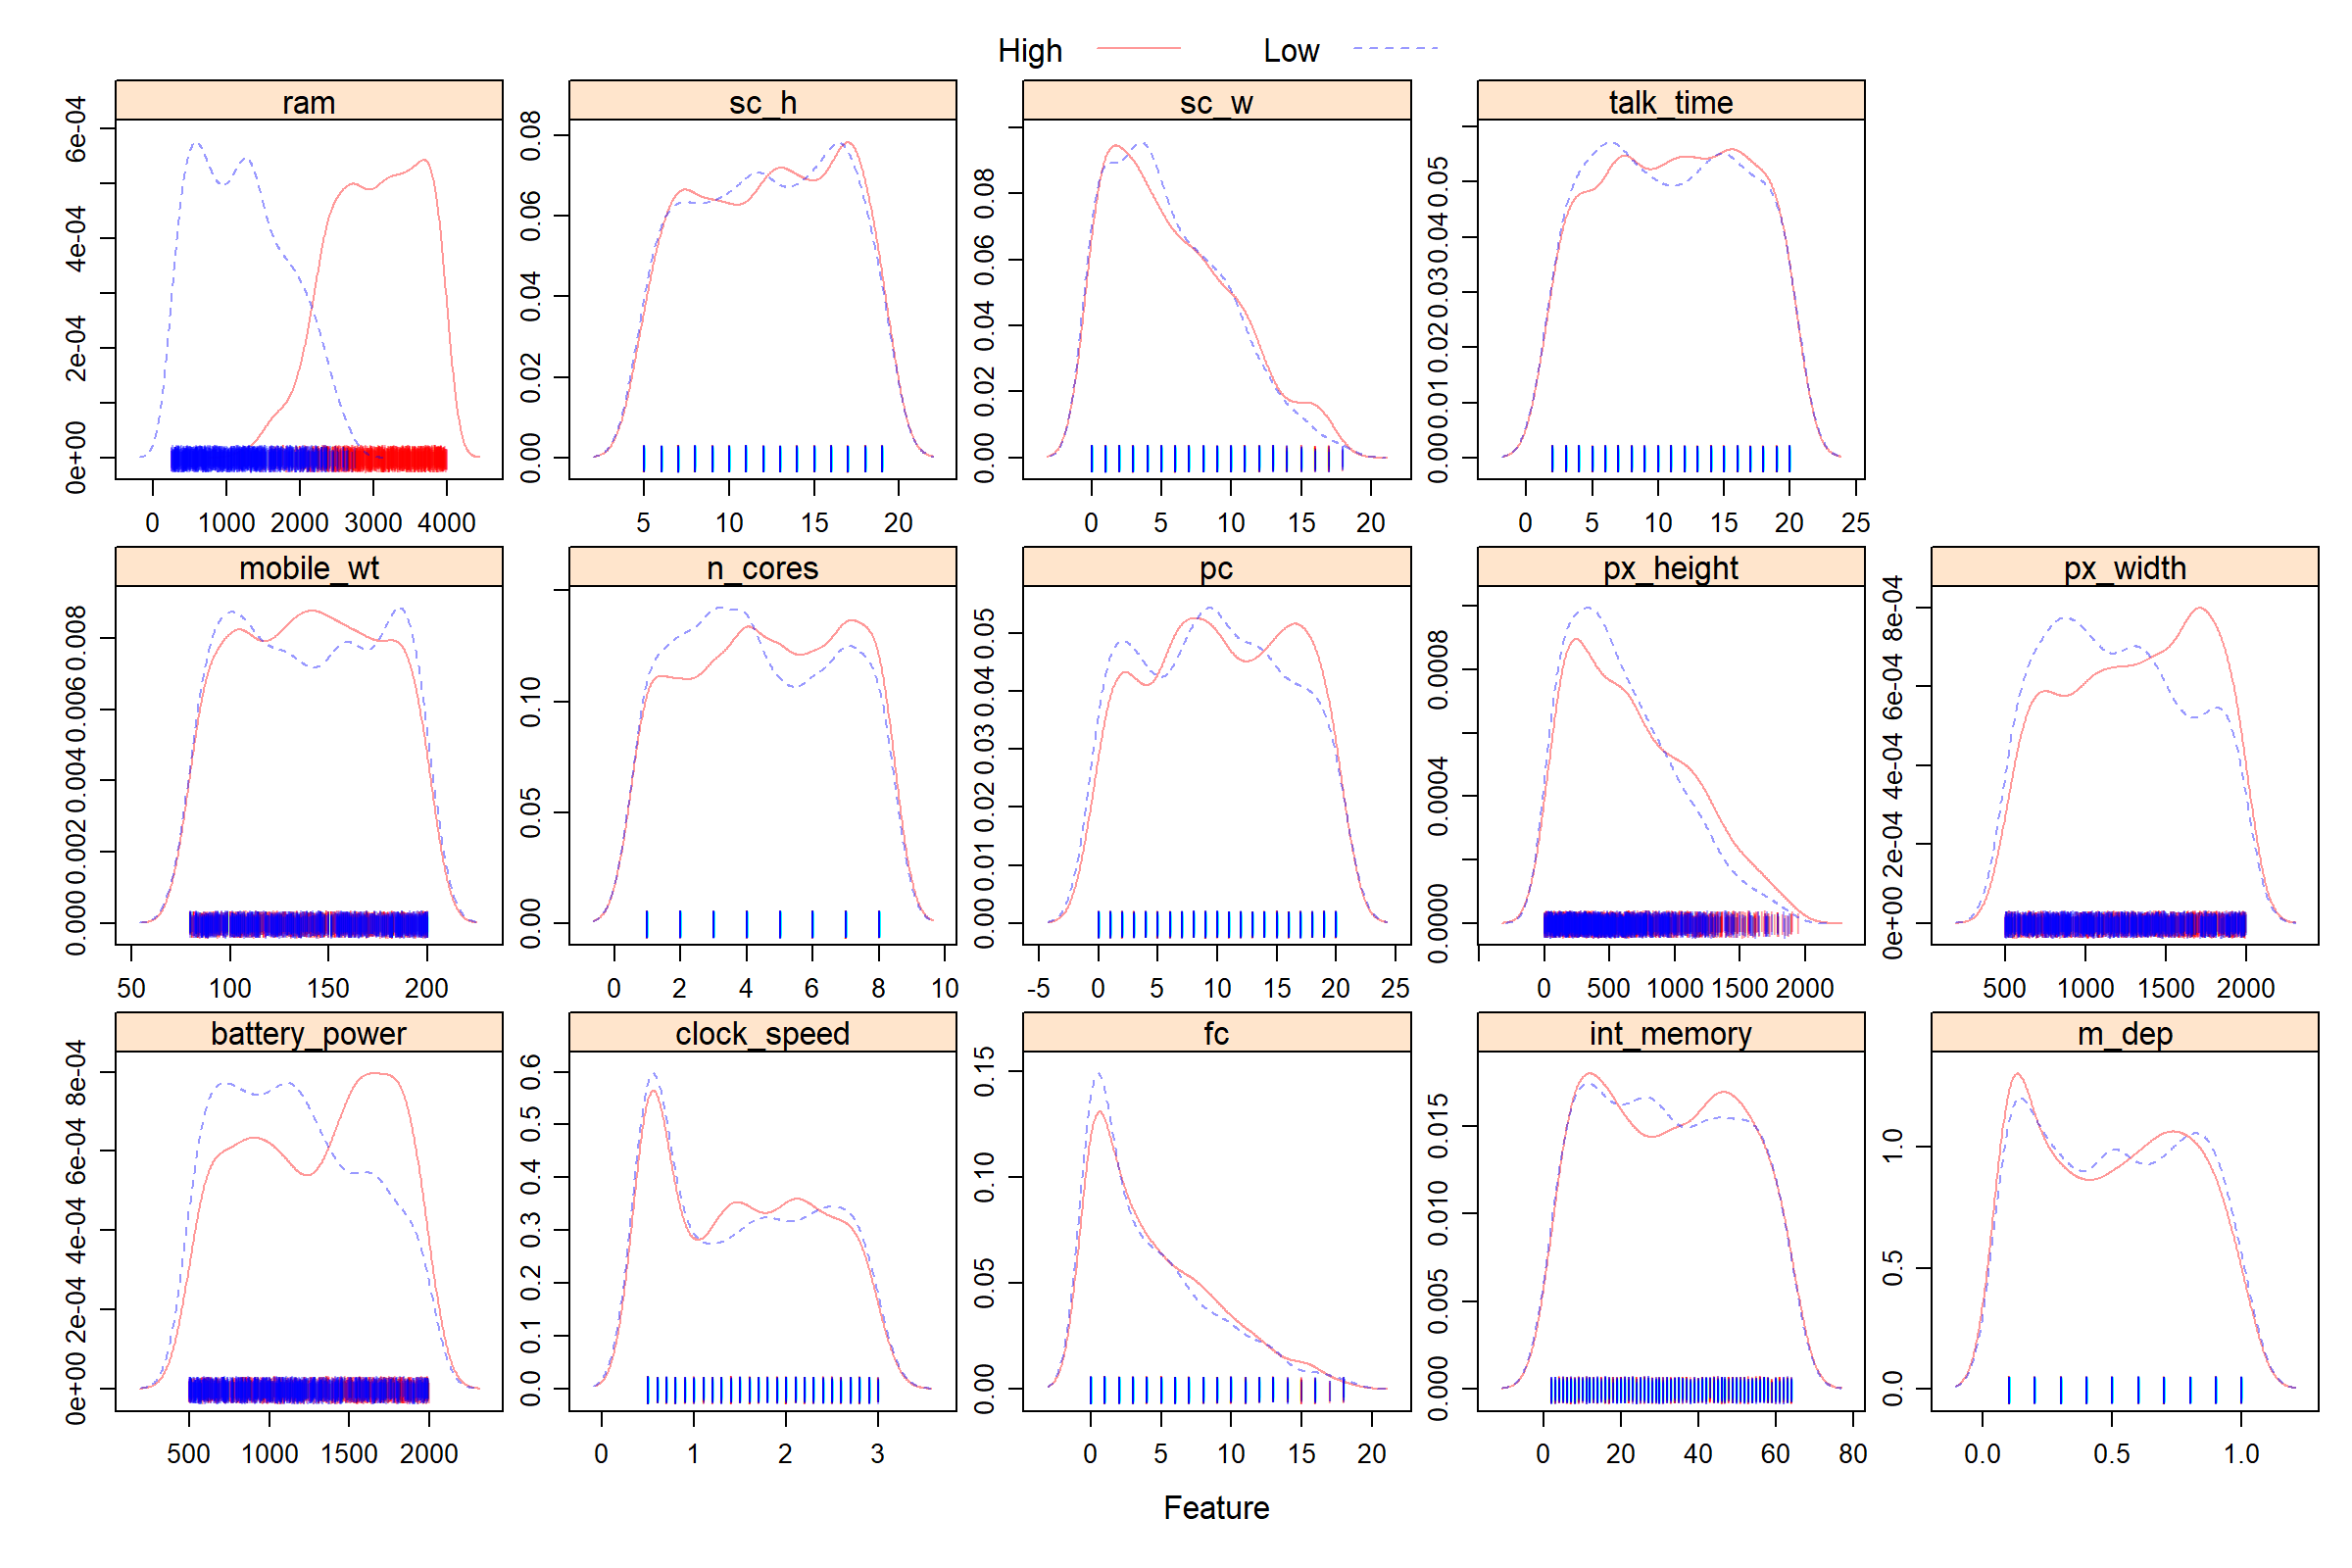 High Low
ram sc_h sc_w talk_time
0e+00 2e-04 4e-04 6e-04
0.00 0.02 0.04 0.06 0.08
0.00 0.02 0.04 0.06 0.08
0.00 0.01 0.02 0.03 0.04 0.05
0 1000 2000 3000 4000
5 10 15 20
0 5 10 15 20
0 5 10 15 20 25
mobile_wt n_cores pc px_height px_width
0.000 0.002 0.004 0.006 0.008
0.00 0.05 0.10
0.00 0.01 0.02 0.03 0.04 0.05
0.0000 0.0004 0.0008
0e+00 2e-04 4e-04 6e-04 8e-04
50 100 150 200
0 2 4 6 8 10
-5 0 5 10 15 20 25
0 500 1000 1500 2000
500 1000 1500 2000
battery_power clock_speed fc int_memory m_dep
0e+00 2e-04 4e-04 6e-04 8e-04
0.0 0.1 0.2 0.3 0.4 0.5 0.6
0.00 0.05 0.10 0.15
0.000 0.005 0.010 0.015
0.0 0.5 1.0
500 1000 1500 2000
0 1 2 3
0 5 10 15 20
0 20 40 60 80
0.0 0.5 1.0
Feature